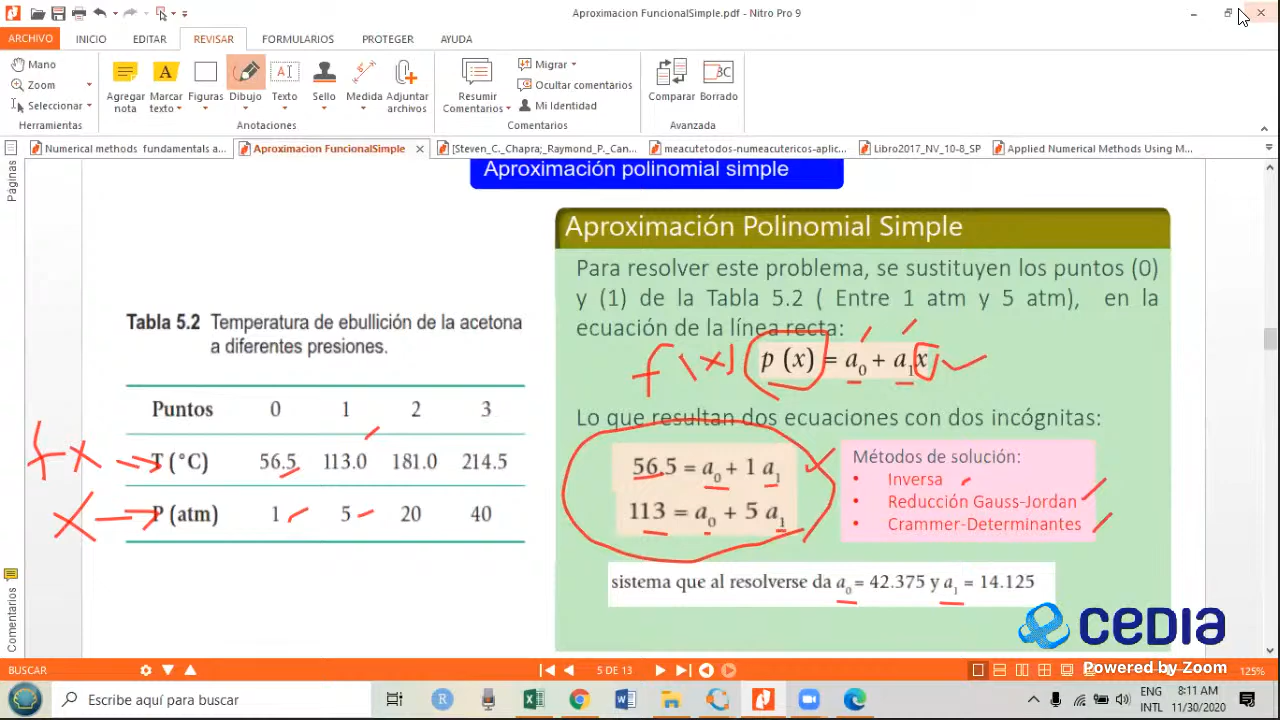 Aproximacion FuncionalSimple.pdf - Nitro Pro 9
ARCHIVO INICIO EDITAR REVISAR FORMULARIOS PROTEGER AYUDA
Mano
Zoom
Seleccionar
Herramientas
Agregar nota
Marcar texto
Figuras
Dibujo
Texto
Sello
Medida
Adjuntar archivos
Anotaciones
Resumir Comentarios
Migrar
Ocultar comentarios
Mi Identidad
Comentarios
Comparar
Borrado
Avanzada
Numerical methods fundamentals a...
Aproximacion FuncionalSimple
[Steven_C._Chapra;_Raymond_P._Can...
meacutetodos-numeacutericos-aplic...
Libro2017_NV_10-8_SP
Applied Numerical Methods Using M...
Páginas
Comentarios
Aproximación polinomial simple
Tabla 5.2 Temperatura de ebullición de la acetona
a diferentes presiones.
Puntos 0 1 2 3
fx → T (°C) 56.5 113.0 181.0 214.5
X → P (atm) 1 5 20 40
Aproximación Polinomial Simple
Para resolver este problema, se sustituyen los puntos (0)
y (1) de la Tabla 5.2 ( Entre 1 atm y 5 atm), en la
ecuación de la línea recta:
f(x) p (x) = a₀ + a₁x
Lo que resultan dos ecuaciones con dos incógnitas:
56.5 = a₀ + 1 a₁
113 = a₀ + 5 a₁
Métodos de solución:
• Inversa
• Reducción Gauss-Jordan
• Crammer-Determinantes
sistema que al resolverse da a₀ = 42.375 y a₁ = 14.125
cedia
Powered by Zoom
BUSCAR
5 DE 13
125%
Escribe aquí para buscar
ENG
INTL
8:11 AM
11/30/2020